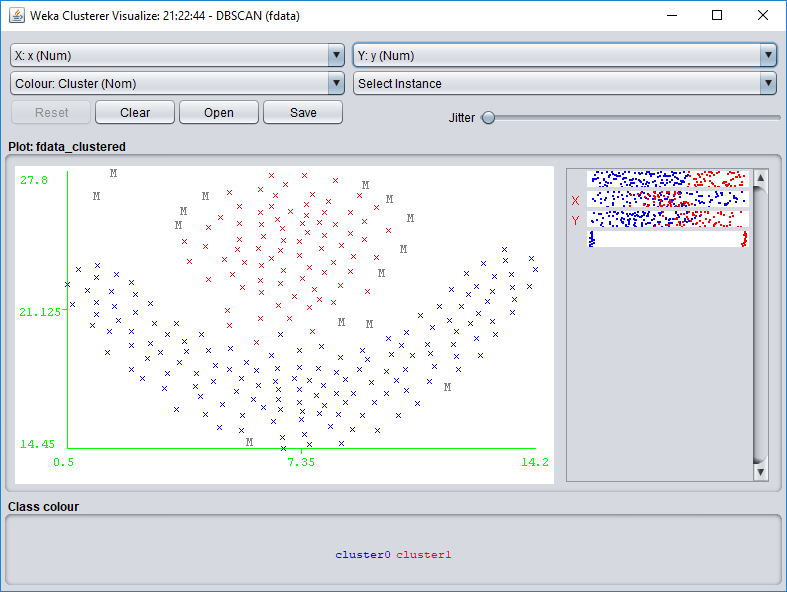 Weka Clusterer Visualize: 21:22:44 - DBSCAN (fdata)
X: x (Num) Y: y (Num)
Colour: Cluster (Nom) Select Instance
Reset Clear Open Save Jitter
Plot: fdata_clustered
27.8
M
M M M M
M M
M
M
M
X
Y
21.125
M M
M
14.45
M
0.5 7.35 14.2
Class colour
cluster0 cluster1